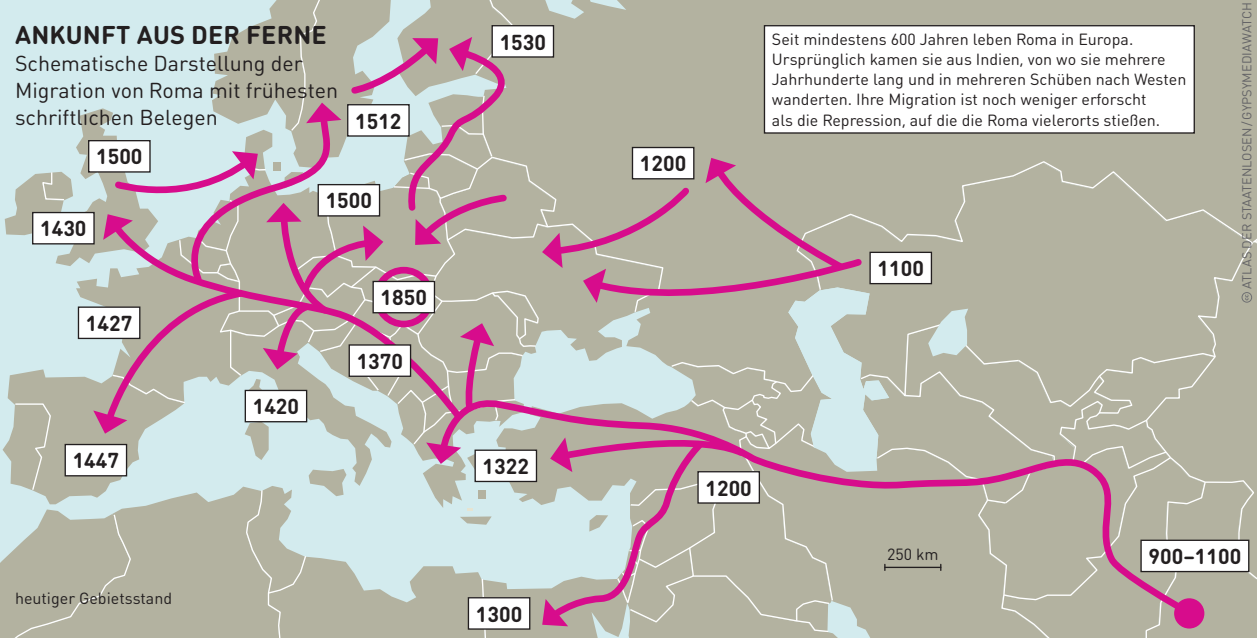 ANKUNFT AUS DER FERNE
Schematische Darstellung der
Migration von Roma mit frühesten
schriftlichen Belegen
Seit mindestens 600 Jahren leben Roma in Europa.
Ursprünglich kamen sie aus Indien, von wo sie mehrere
Jahrhunderte lang und in mehreren Schüben nach Westen
wanderten. Ihre Migration ist noch weniger erforscht
als die Repression, auf die die Roma vielerorts stießen.
© ATLAS DER STAATENLOSEN / GYPSYMEDIAWATCH
1530
1512
1500
1200
1500
1430
1100
1850
1427
1370
1420
1447
1322
1200
900–1100
250 km
1300
heutiger Gebietsstand